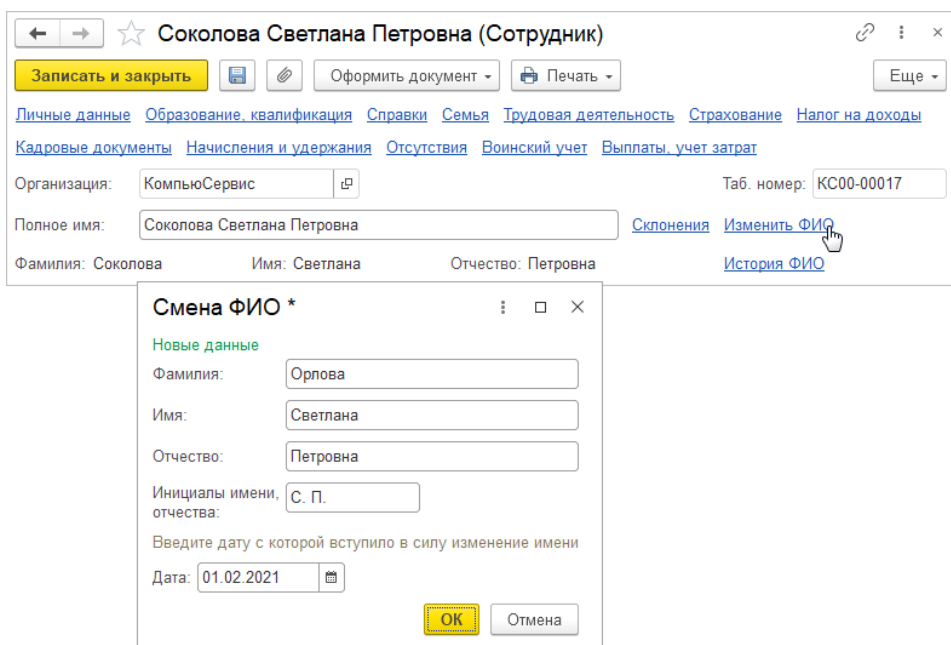 Соколова Светлана Петровна (Сотрудник)
Записать и закрыть Оформить документ Печать Еще
Личные данные Образование, квалификация Справки Семья Трудовая деятельность Страхование Налог на доходы
Кадровые документы Начисления и удержания Отсутствия Воинский учет Выплаты, учет затрат
Организация: КомпьюСервис Таб. номер: КС00-00017
Полное имя: Соколова Светлана Петровна Склонения Изменить ФИО
Фамилия: Соколова Имя: Светлана Отчество: Петровна История ФИО
Смена ФИО *
Новые данные
Фамилия: Орлова
Имя: Светлана
Отчество: Петровна
Инициалы имени, С. П.
отчества:
Введите дату с которой вступило в силу изменение имени
Дата: 01.02.2021
ОК Отмена